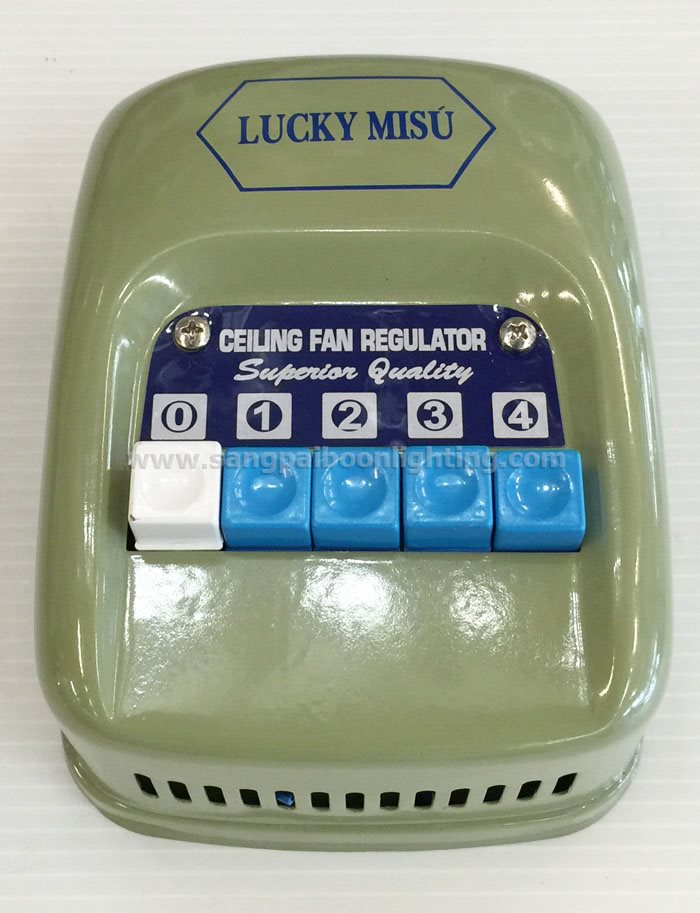 LUCKY MISÚ
CEILING FAN REGULATOR
Superior Quality
0 1 2 3 4
www.sangpaiboonlighting.com